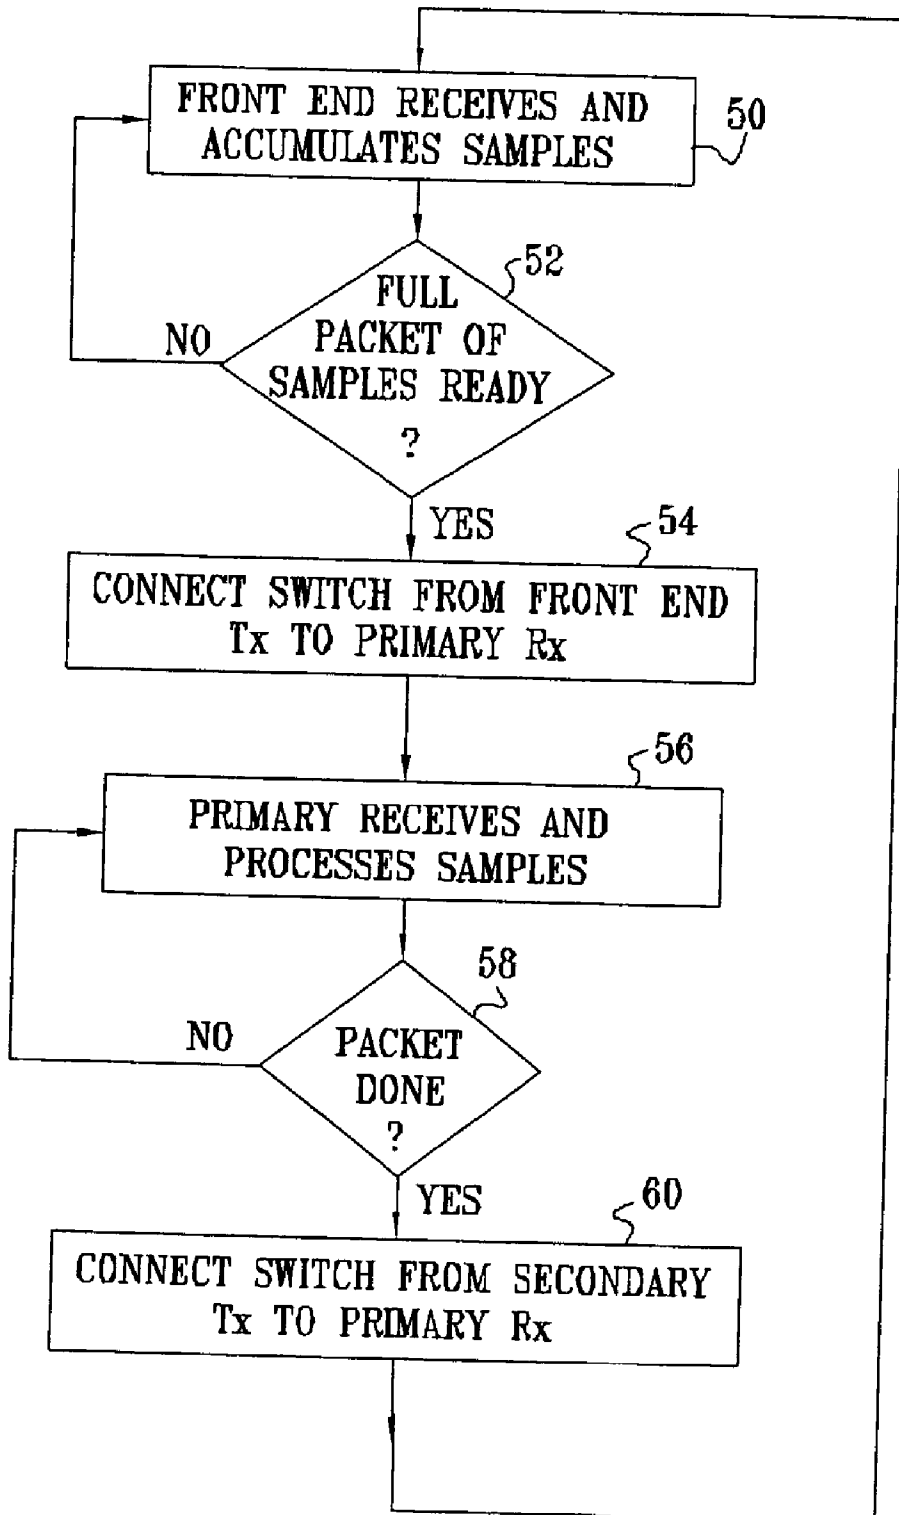 FRONT END RECEIVES AND
ACCUMULATES SAMPLES
50
52
FULL
PACKET OF
SAMPLES READY
?
NO
YES
54
CONNECT SWITCH FROM FRONT END
Tx TO PRIMARY Rx
56
PRIMARY RECEIVES AND
PROCESSES SAMPLES
58
NO
PACKET
DONE
?
YES
60
CONNECT SWITCH FROM SECONDARY
Tx TO PRIMARY Rx